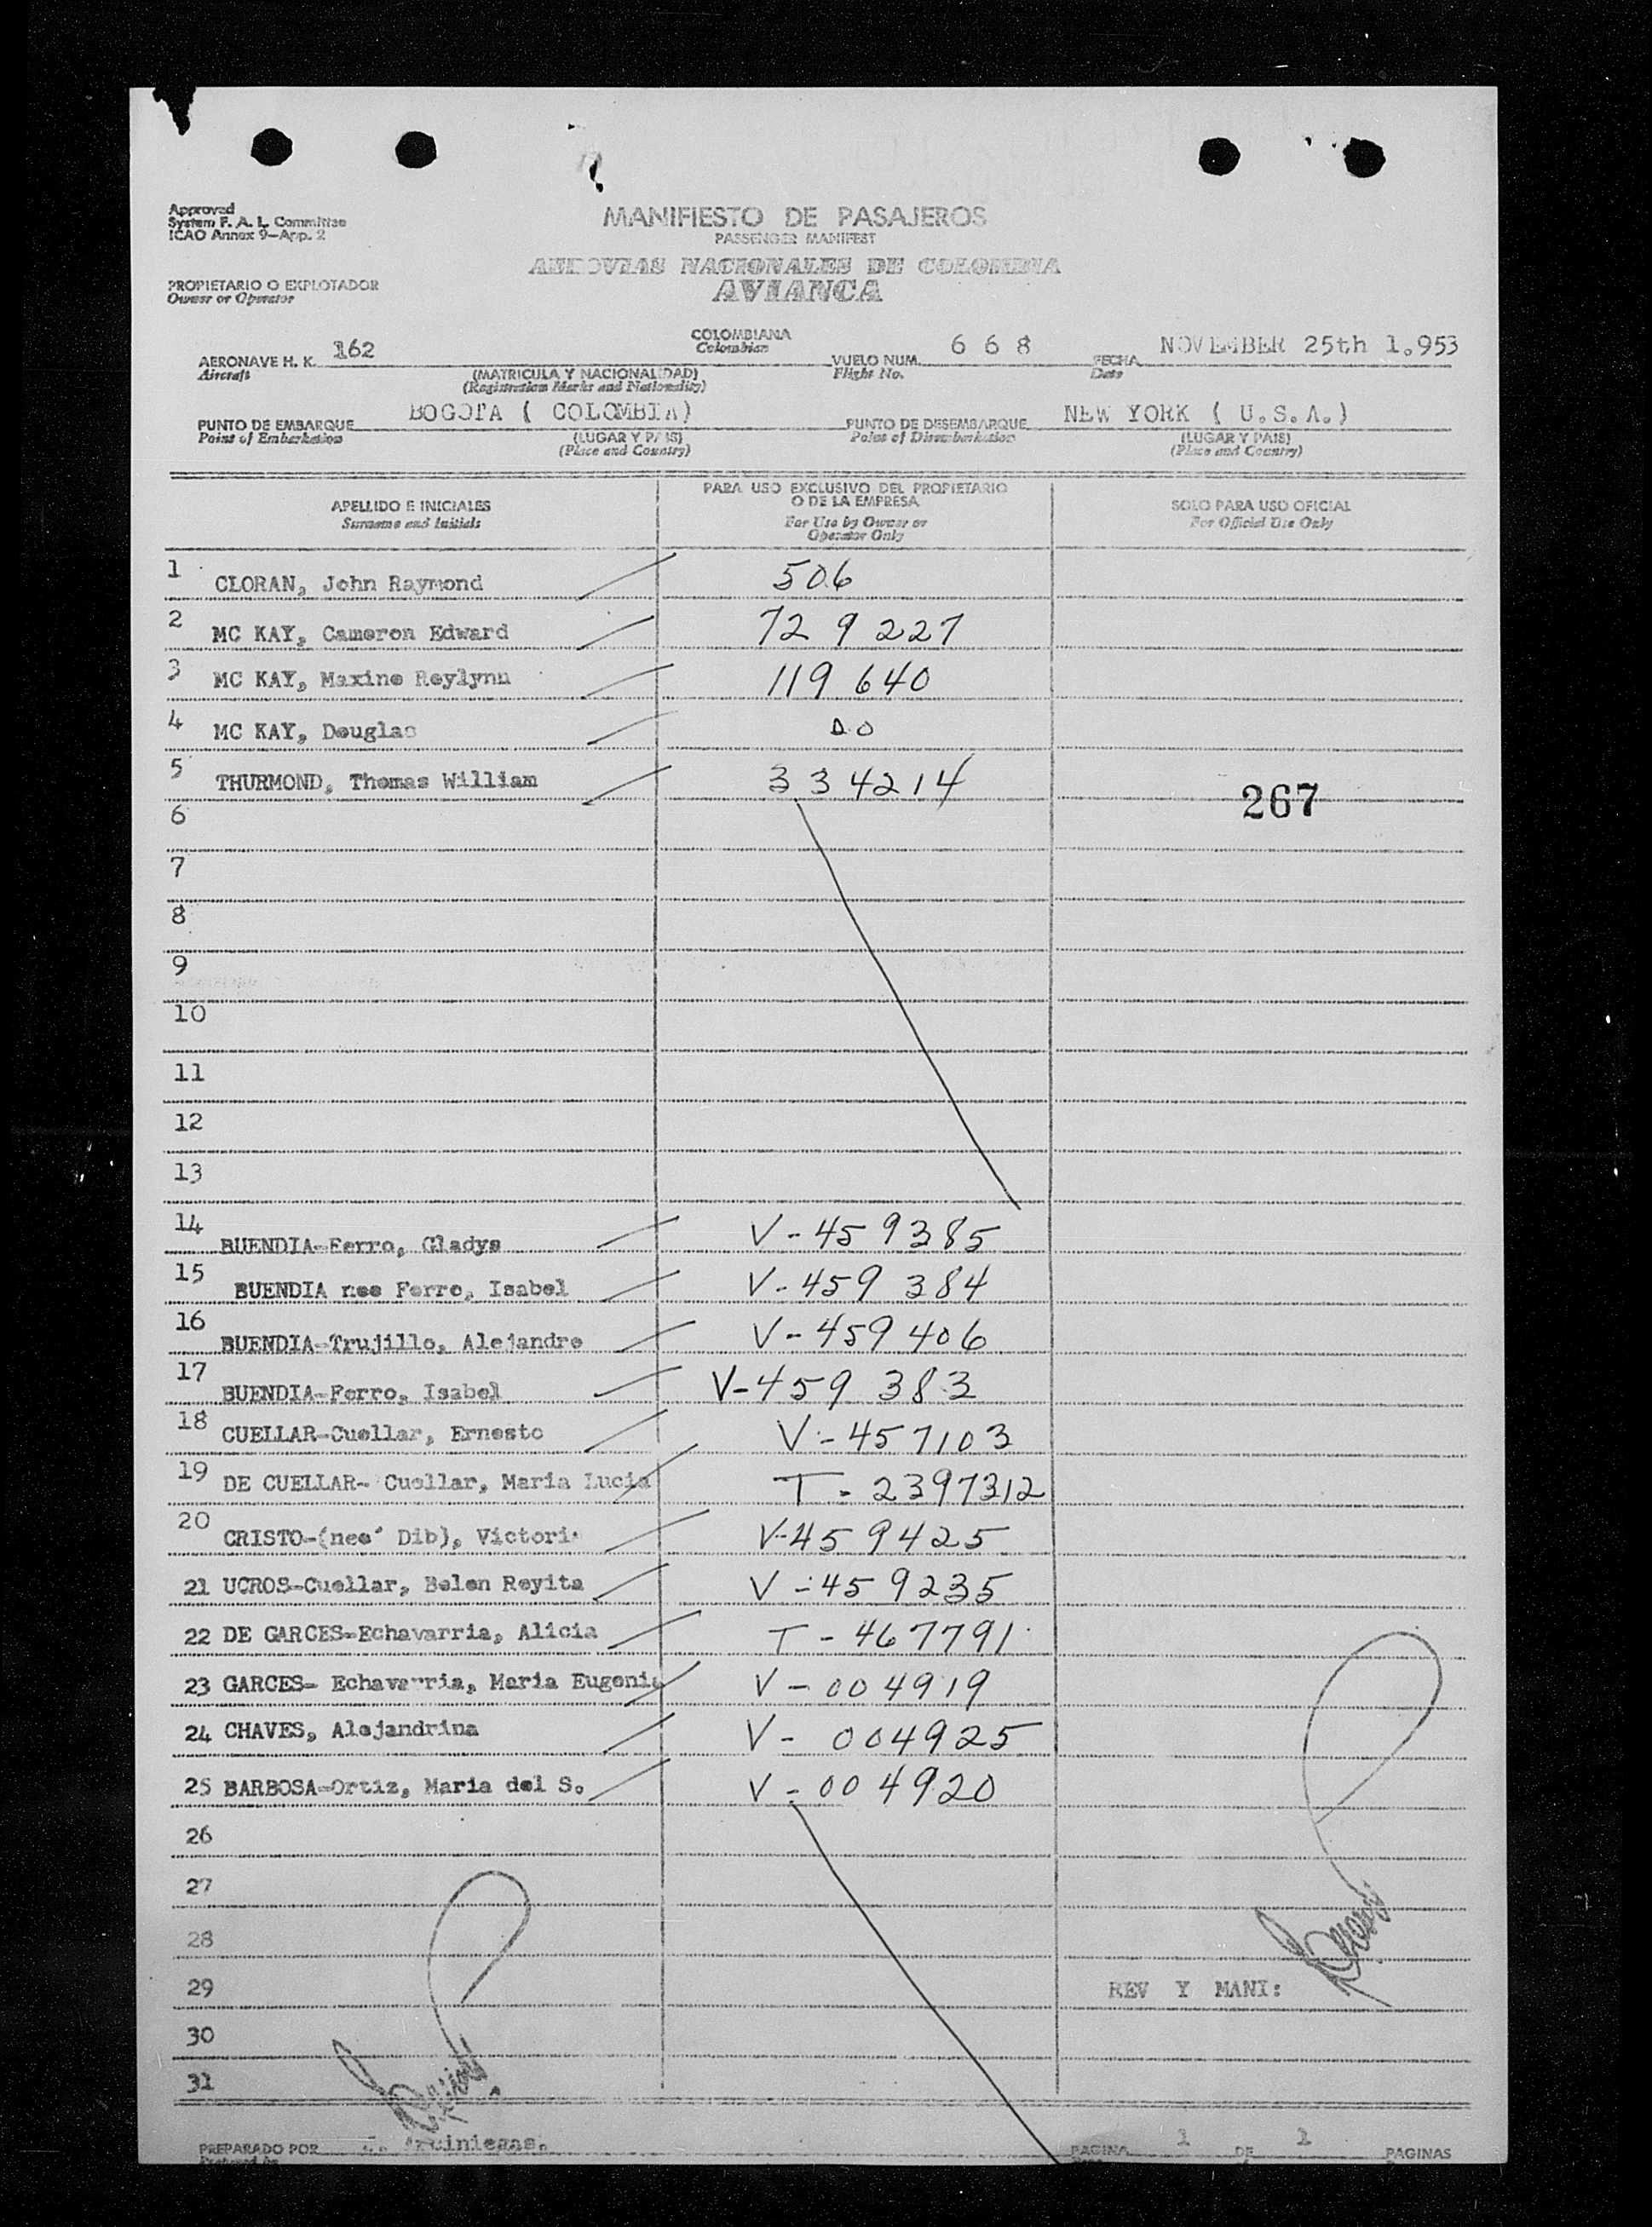 Approved
System F. A. L. Committee
ICAO Annex 9-App. 2
MANIFIESTO DE PASAJEROS
PASSENGER MANIFEST
AEROVIAS NACIONALES DE COLOMBIA
AVIANCA
PROPIETARIO O EXPLOTADOR
Owner or Operator
AERONAVE H. K. 162 COLOMBIANA VUELO NUM. 6 6 8 FECHA NOVEMBER 25th 1.953
Aircraft Colombian Flight No. Date
(MATRICULA Y NACIONALIDAD)
(Registration Marks and Nationality)
PUNTO DE EMBARQUE BOGOTA ( COLOMBIA) PUNTO DE DESEMBARQUE NEW YORK ( U.S.A.)
Point of Embarkation (LUGAR Y PAIS) Point of Disembarkation (LUGAR Y PAIS)
(Place and Country) (Place and Country)
APELLIDO E INICIALES PARA USO EXCLUSIVO DEL PROPIETARIO O DE LA EMPRESA SOLO PARA USO OFICIAL
Surname and Initials For Use by Owner or Operator Only For Official Use Only
1 CLORAN, John Raymond 506
2 MC KAY, Cameron Edward 729227
3 MC KAY, Maxine Reylynn 119640
4 MC KAY, Douglas DO
5 THURMOND, Thomas William 334214
267
6
7
8
9
10
11
12
13
14 BUENDIA-Ferro, Gladys V-459385
15 BUENDIA nee Ferro, Isabel V-459384
16 BUENDIA-Trujillo, Alejandro V-459406
17 BUENDIA-Ferro, Isabel V-459383
18 CUELLAR-Cuellar, Ernesto V-457103
19 DE CUELLAR- Cuellar, Maria Lucia T-2397312
20 CRISTO-(nee' Dib), Victori V-459425
21 UCROS-Cuellar, Belen Reyita V-459235
22 DE GARCES-Echavarria, Alicia T-467791
23 GARCES- Echavarria, Maria Eugenia V-004919
24 CHAVES, Alejandrina V-004925
25 BARBOSA-Ortiz, Maria del S. V-004920
26
27
28
29 REV Y MANI:
30
31
PREPARADO POR
Prepared by
PAGINA 1 DE 1 PAGINAS